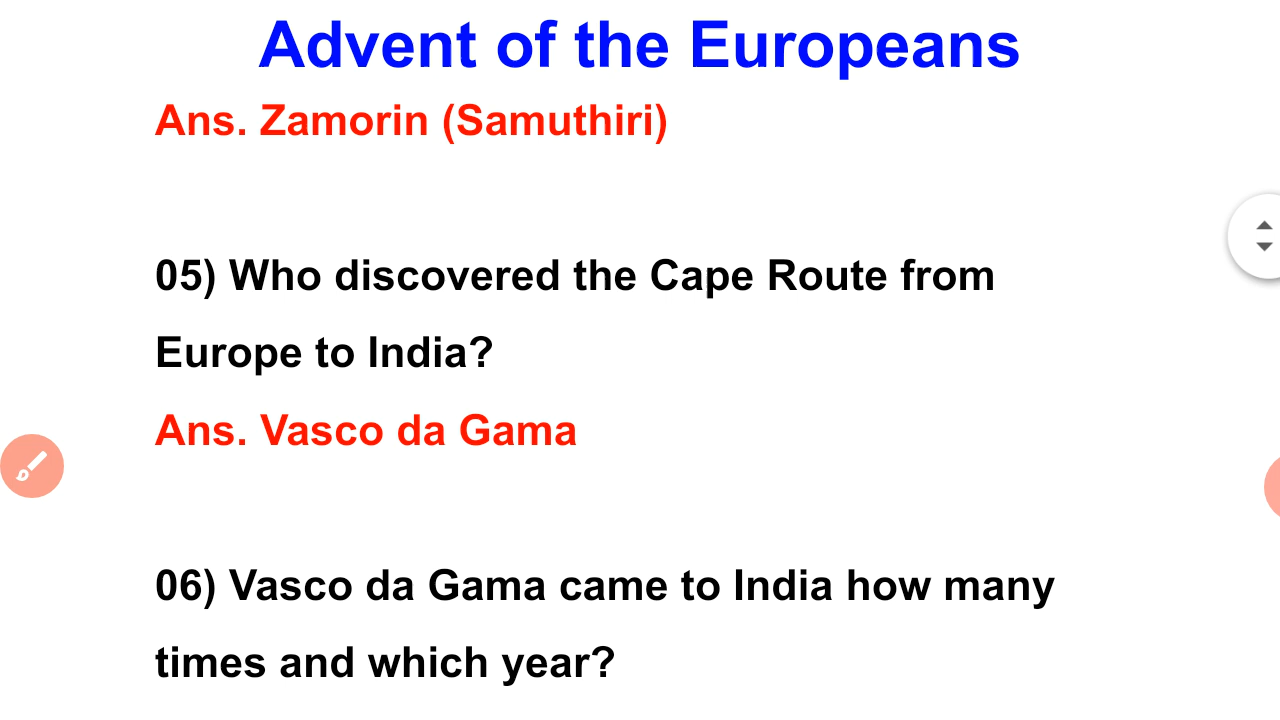 Advent of the Europeans
Ans. Zamorin (Samuthiri)
05) Who discovered the Cape Route from
Europe to India?
Ans. Vasco da Gama
06) Vasco da Gama came to India how many
times and which year?